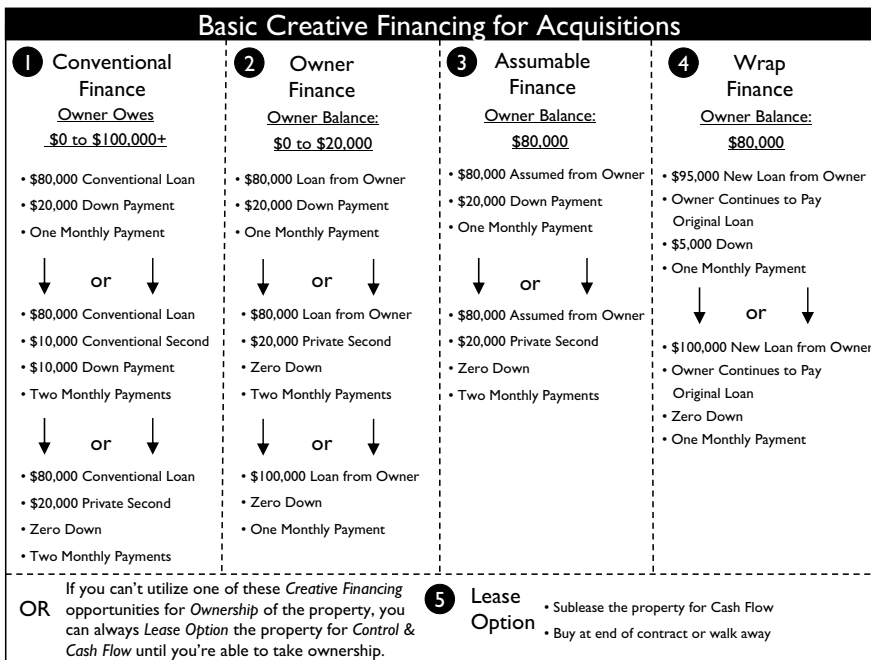 Basic Creative Financing for Acquisitions
1 Conventional
Finance
Owner Owes
$0 to $100,000+
• $80,000 Conventional Loan
• $20,000 Down Payment
• One Monthly Payment
or
• $80,000 Conventional Loan
• $10,000 Conventional Second
• $10,000 Down Payment
• Two Monthly Payments
or
• $80,000 Conventional Loan
• $20,000 Private Second
• Zero Down
• Two Monthly Payments
2 Owner
Finance
Owner Balance:
$0 to $20,000
• $80,000 Loan from Owner
• $20,000 Down Payment
• One Monthly Payment
or
• $80,000 Loan from Owner
• $20,000 Private Second
• Zero Down
• Two Monthly Payments
or
• $100,000 Loan from Owner
• Zero Down
• One Monthly Payment
3 Assumable
Finance
Owner Balance:
$80,000
• $80,000 Assumed from Owner
• $20,000 Down Payment
• One Monthly Payment
or
• $80,000 Assumed from Owner
• $20,000 Private Second
• Zero Down
• Two Monthly Payments
4 Wrap
Finance
Owner Balance:
$80,000
• $95,000 New Loan from Owner
• Owner Continues to Pay
Original Loan
• $5,000 Down
• One Monthly Payment
or
• $100,000 New Loan from Owner
• Owner Continues to Pay
Original Loan
• Zero Down
• One Monthly Payment
OR
If you can't utilize one of these Creative Financing
opportunities for Ownership of the property, you
can always Lease Option the property for Control &
Cash Flow until you're able to take ownership.
5 Lease
Option
• Sublease the property for Cash Flow
• Buy at end of contract or walk away